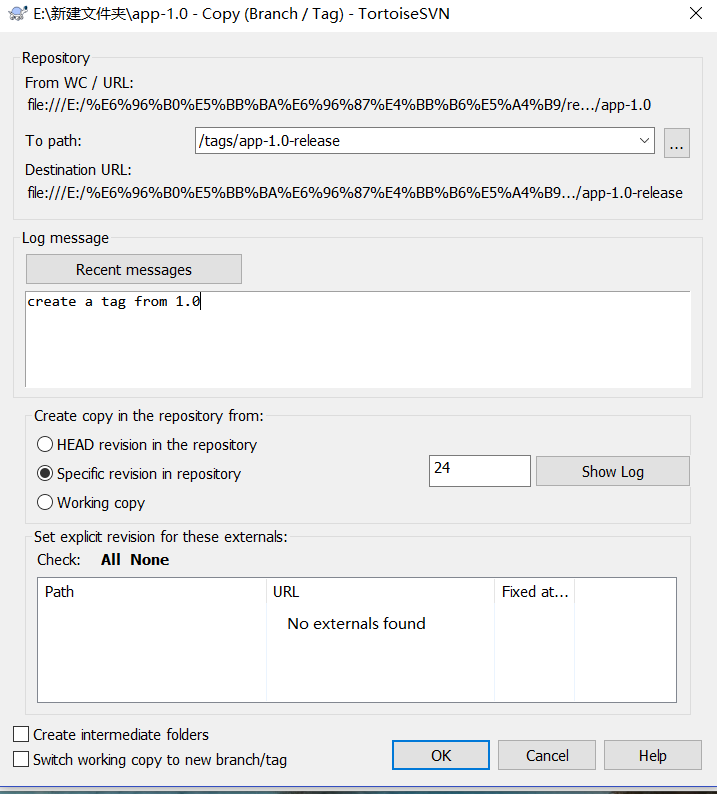 E:\新建文件夹\app-1.0 - Copy (Branch / Tag) - TortoiseSVN
Repository
From WC / URL:
file:///E:/%E6%96%B0%E5%BB%BA%E6%96%87%E4%BB%B6%E5%A4%B9/re.../app-1.0
To path:
/tags/app-1.0-release
...
Destination URL:
file:///E:/%E6%96%B0%E5%BB%BA%E6%96%87%E4%BB%B6%E5%A4%B9.../app-1.0-release
Log message
Recent messages
create a tag from 1.0
Create copy in the repository from:
HEAD revision in the repository
Specific revision in repository
24
Show Log
Working copy
Set explicit revision for these externals:
Check: All None
Path URL Fixed at...
No externals found
Create intermediate folders
Switch working copy to new branch/tag
OK Cancel Help